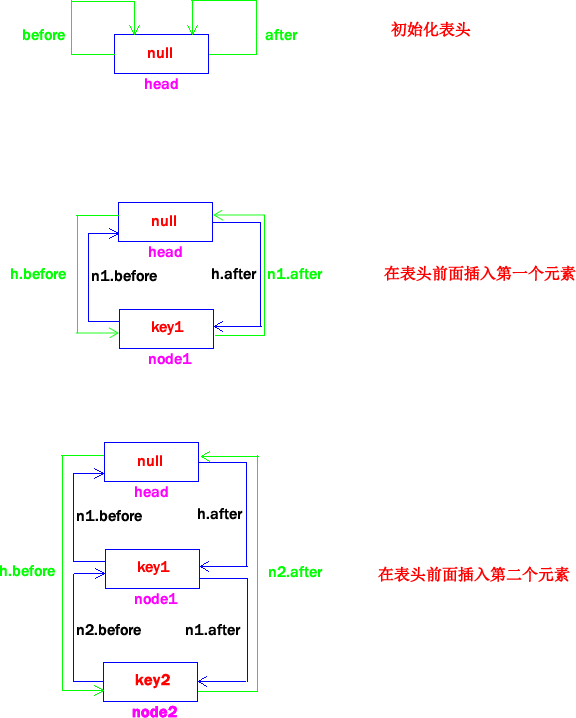 before
after
初始化表头
null
head
null
head
h.before
n1.before
h.after
n1.after
在表头前面插入第一个元素
key1
node1
null
head
n1.before
h.after
h.before
key1
n2.after
在表头前面插入第二个元素
node1
n2.before
n1.after
key2
node2